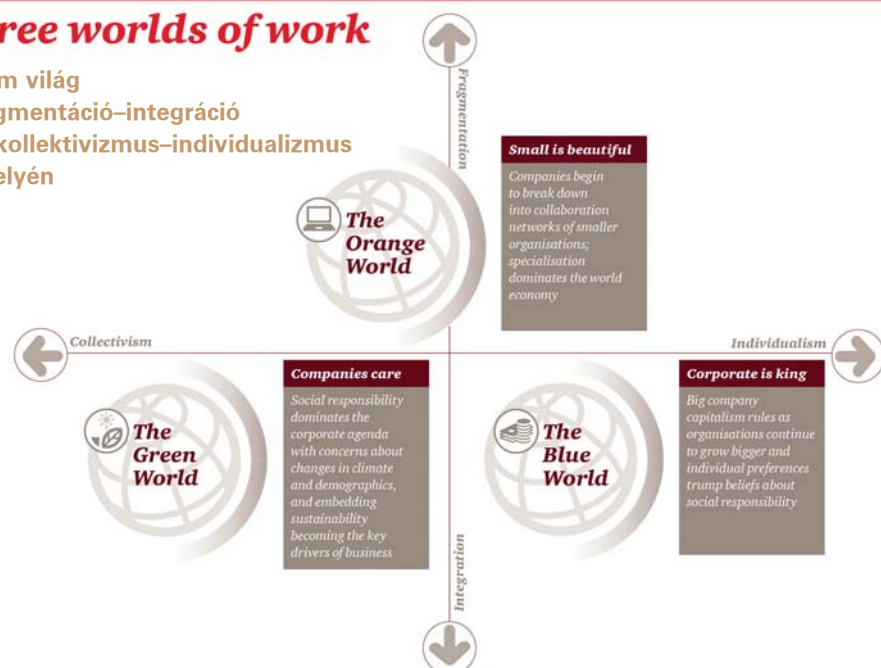 ree worlds of work
m világ
gmentáció–integráció
kollektivizmus–individualizmus
elyén
Fragmentation
Small is beautiful
Companies begin
to break down
into collaboration
networks of smaller
organisations;
specialisation
dominates the world
economy
The
Orange
World
Collectivism
Individualism
Companies care
Social responsibility
dominates the
corporate agenda
with concerns about
changes in climate
and demographics,
and embedding
sustainability
becoming the key
drivers of business
The
Green
World
Corporate is king
Big company
capitalism rules as
organisations continue
to grow bigger and
individual preferences
trump beliefs about
social responsibility
The
Blue
World
Integration